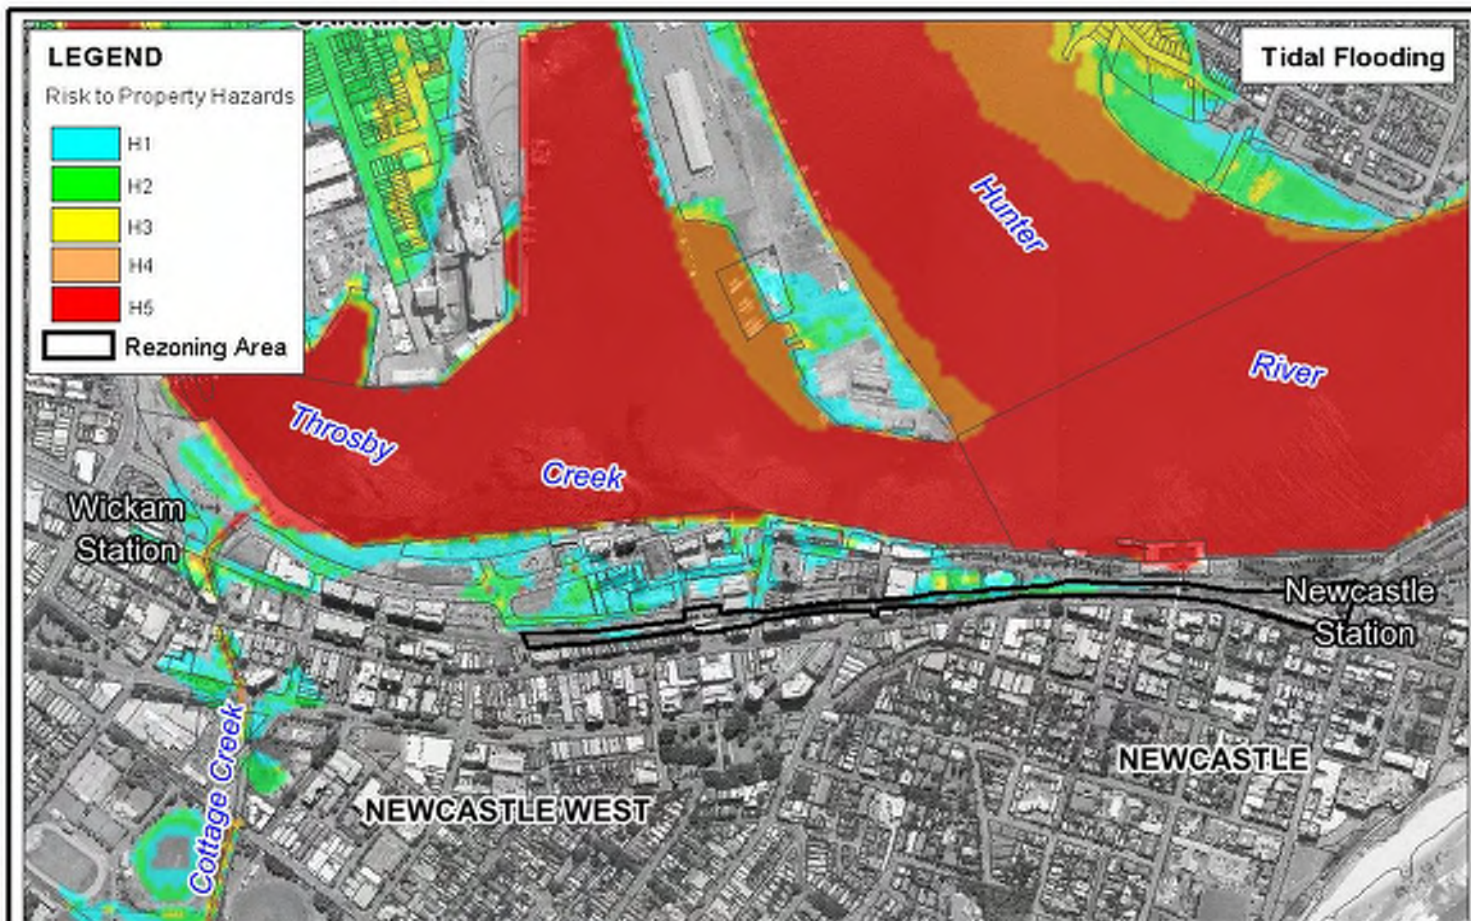 CARRINGTON
LEGEND
Risk to Property Hazards
H1
H2
H3
H4
H5
Rezoning Area
Tidal Flooding
Hunter
River
Throsby
Creek
Wickam
Station
Newcastle
Station
NEWCASTLE
NEWCASTLE WEST
Cottage Creek